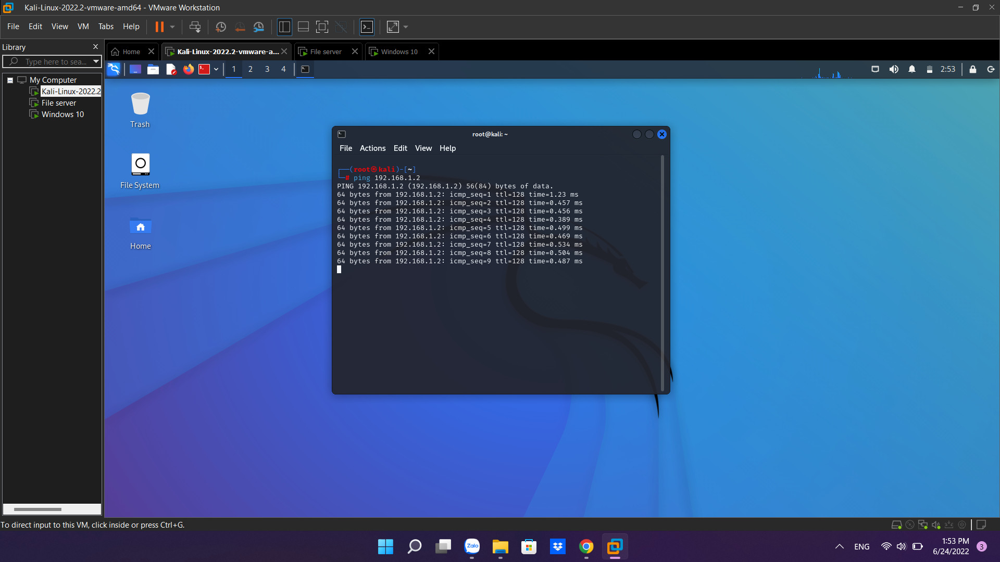 Kali-Linux-2022.2-vmware-amd64 - VMware Workstation
File Edit View VM Tabs Help
Library
Type here to sea...
Home
Kali-Linux-2022.2-vmware-a...
File server
Windows 10
My Computer
Kali-Linux-2022.2
File server
Windows 10
1 2 3 4
2:53
Trash
File System
Home
root@kali: ~
File Actions Edit View Help
┌──(root㉿kali)-[~]
└─# ping 192.168.1.2
PING 192.168.1.2 (192.168.1.2) 56(84) bytes of data.
64 bytes from 192.168.1.2: icmp_seq=1 ttl=128 time=1.23 ms
64 bytes from 192.168.1.2: icmp_seq=2 ttl=128 time=0.457 ms
64 bytes from 192.168.1.2: icmp_seq=3 ttl=128 time=0.456 ms
64 bytes from 192.168.1.2: icmp_seq=4 ttl=128 time=0.389 ms
64 bytes from 192.168.1.2: icmp_seq=5 ttl=128 time=0.499 ms
64 bytes from 192.168.1.2: icmp_seq=6 ttl=128 time=0.469 ms
64 bytes from 192.168.1.2: icmp_seq=7 ttl=128 time=0.534 ms
64 bytes from 192.168.1.2: icmp_seq=8 ttl=128 time=0.504 ms
64 bytes from 192.168.1.2: icmp_seq=9 ttl=128 time=0.487 ms
To direct input to this VM, click inside or press Ctrl+G.
Zalo
ENG
1:53 PM
6/24/2022
3